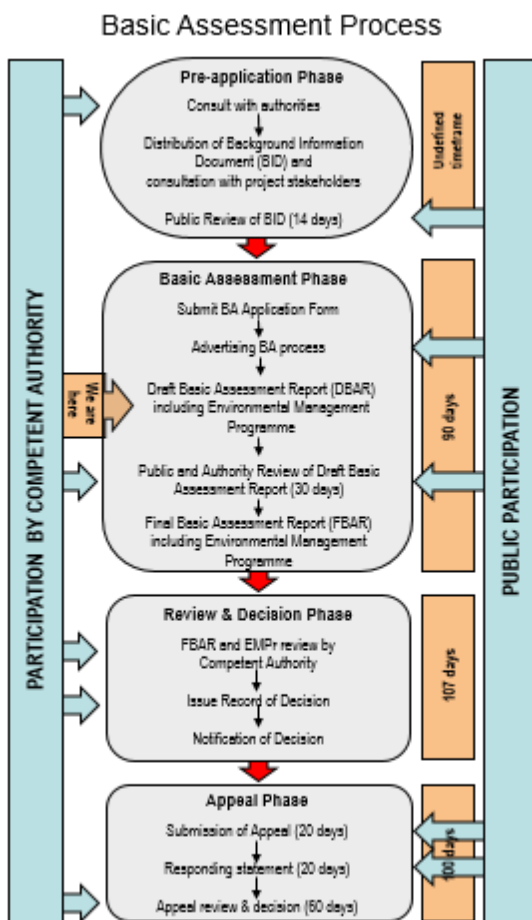 Basic Assessment Process
PARTICIPATION BY COMPETENT AUTHORITY
Pre-application Phase
Consult with authorities
Distribution of Background Information
Document (BID) and
consultation with project stakeholders
Public Review of BID (14 days)
Undefined
timeframe
PUBLIC PARTICIPATION
Basic Assessment Phase
Submit BA Application Form
Advertising BA process
We are
here
Draft Basic Assessment Report (DBAR)
including Environmental Management
Programme
Public and Authority Review of Draft Basic
Assessment Report (30 days)
Final Basic Assessment Report (FBAR)
including Environmental Management
Programme
90 days
Review & Decision Phase
FBAR and EMPr review by
Competent Authority
Issue Record of Decision
Notification of Decision
107 days
Appeal Phase
Submission of Appeal (20 days)
Responding statement (20 days)
Appeal review & decision (60 days)
100 days